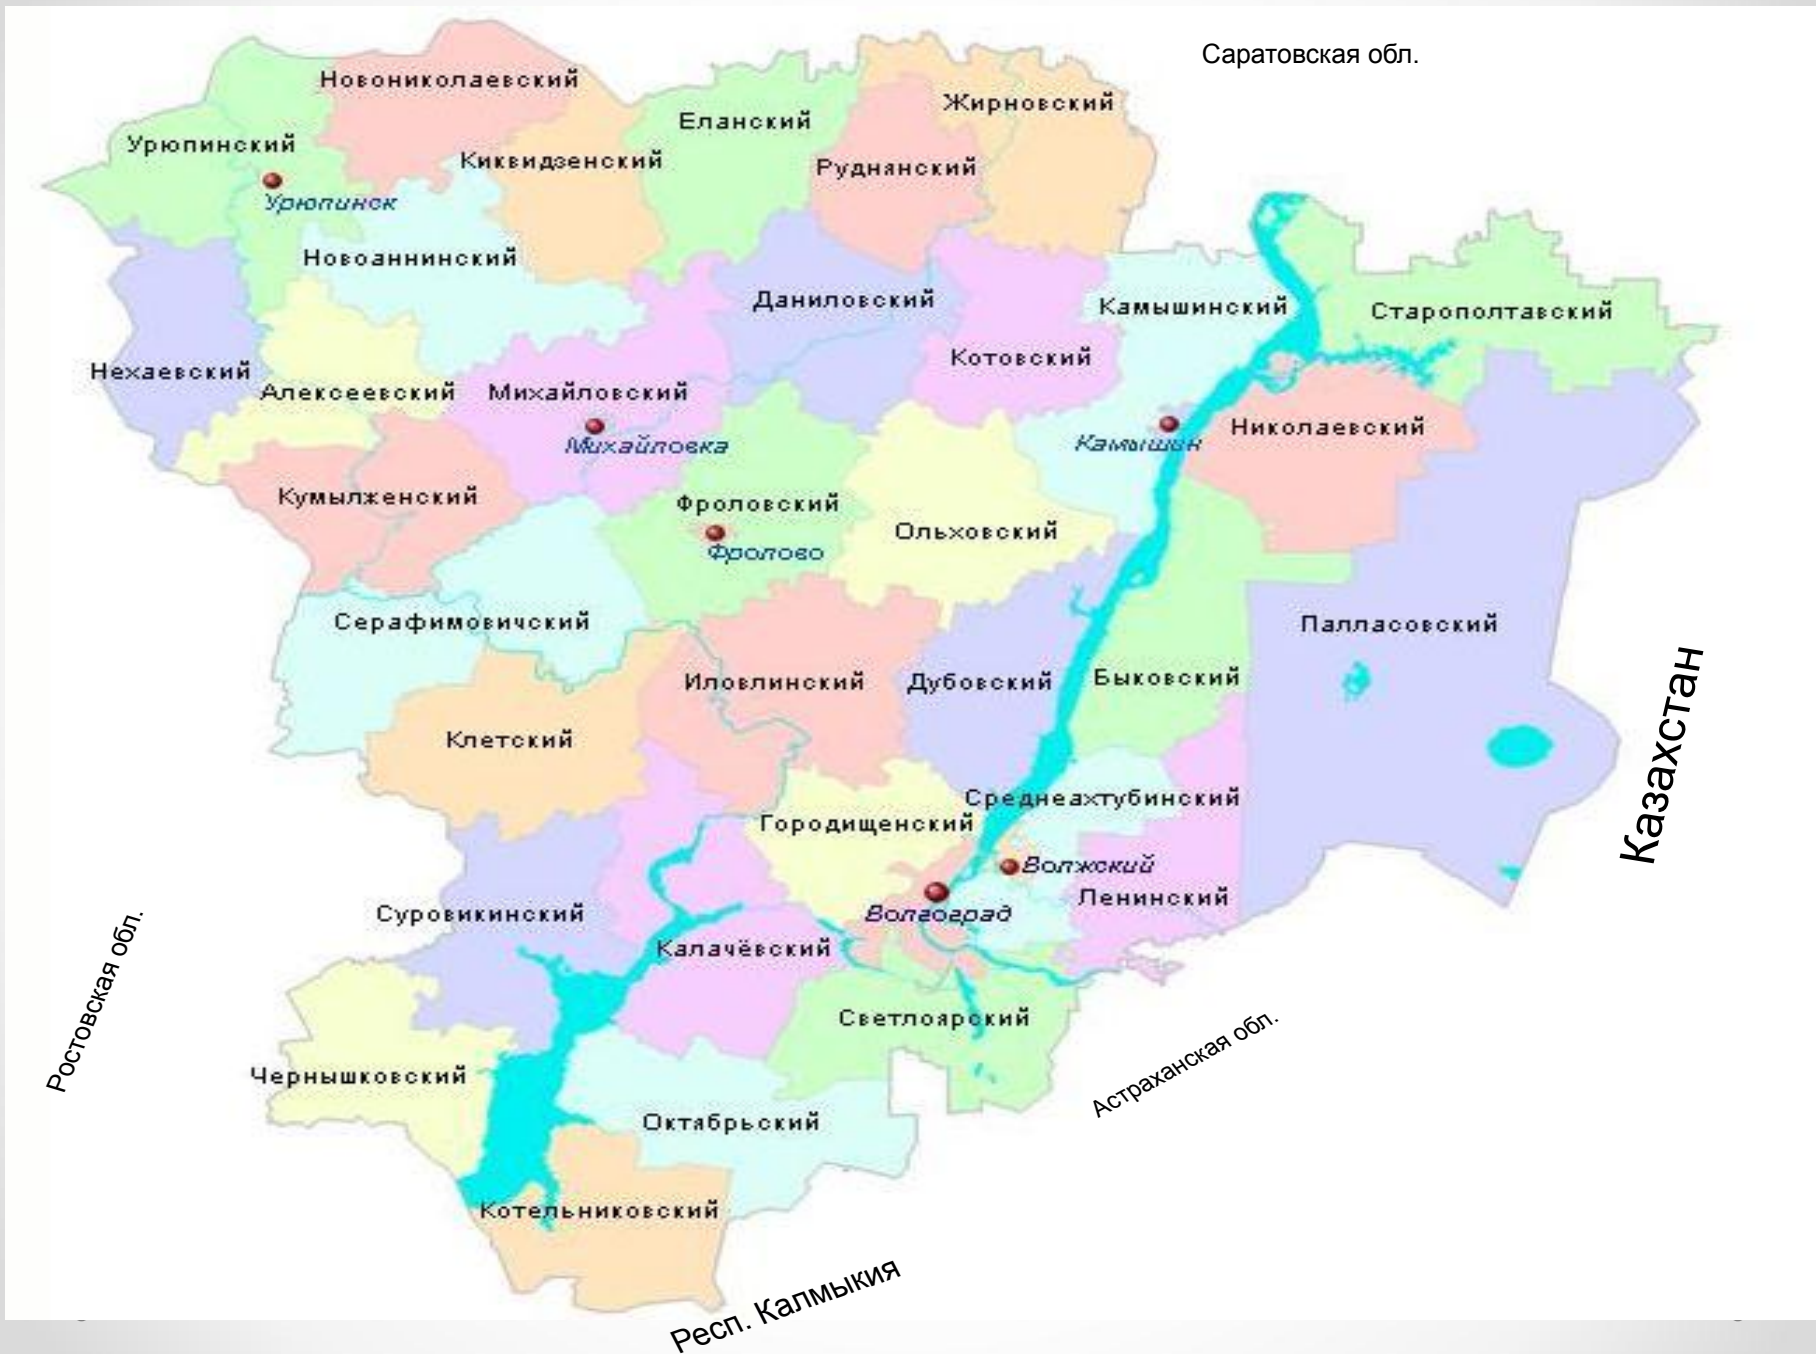 Саратовская обл.
Новониколаевский
Жирновский
Еланский
Урюпинский
Киквидзенский
Руднянский
Урюпинск
Новоаннинский
Даниловский
Камышинский
Старополтавский
Котовский
Нехаевский
Алексеевский
Михайловский
Николаевский
Михайловка
Камышин
Кумылженский
Фроловский
Ольховский
Фролово
Серафимовичский
Палласовский
Иловлинский
Дубовский
Быковский
Клетский
Казахстан
Среднеахтубинский
Городищенский
Волжский
Ленинский
Суровикинский
Волгоград
Калачёвский
Ростовская обл.
Светлоярский
Астраханская обл.
Чернышковский
Октябрьский
Котельниковский
Респ. Калмыкия